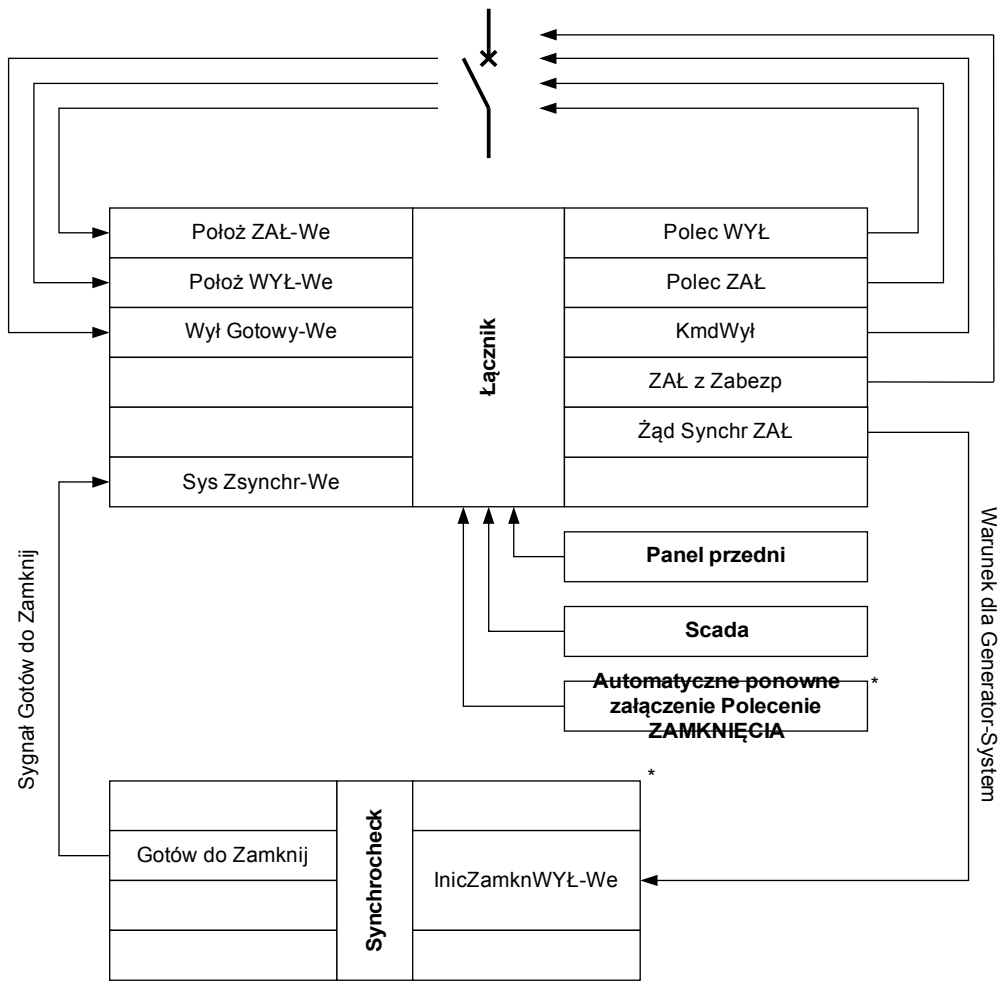 Położ ZAŁ-We
Polec WYŁ
Położ WYŁ-We
Polec ZAŁ
Wył Gotowy-We
KmdWył
Łącznik
ZAŁ z Zabezp
Żąd Synchr ZAŁ
Sys Zsynchr-We
Panel przedni
Scada
Automatyczne ponowne
załączenie Polecenie
ZAMKNIĘCIA
*
Sygnał Gotów do Zamknij
Warunek dla Generator-System
*
Gotów do Zamknij
Synchrocheck
InicZamknWYŁ-We